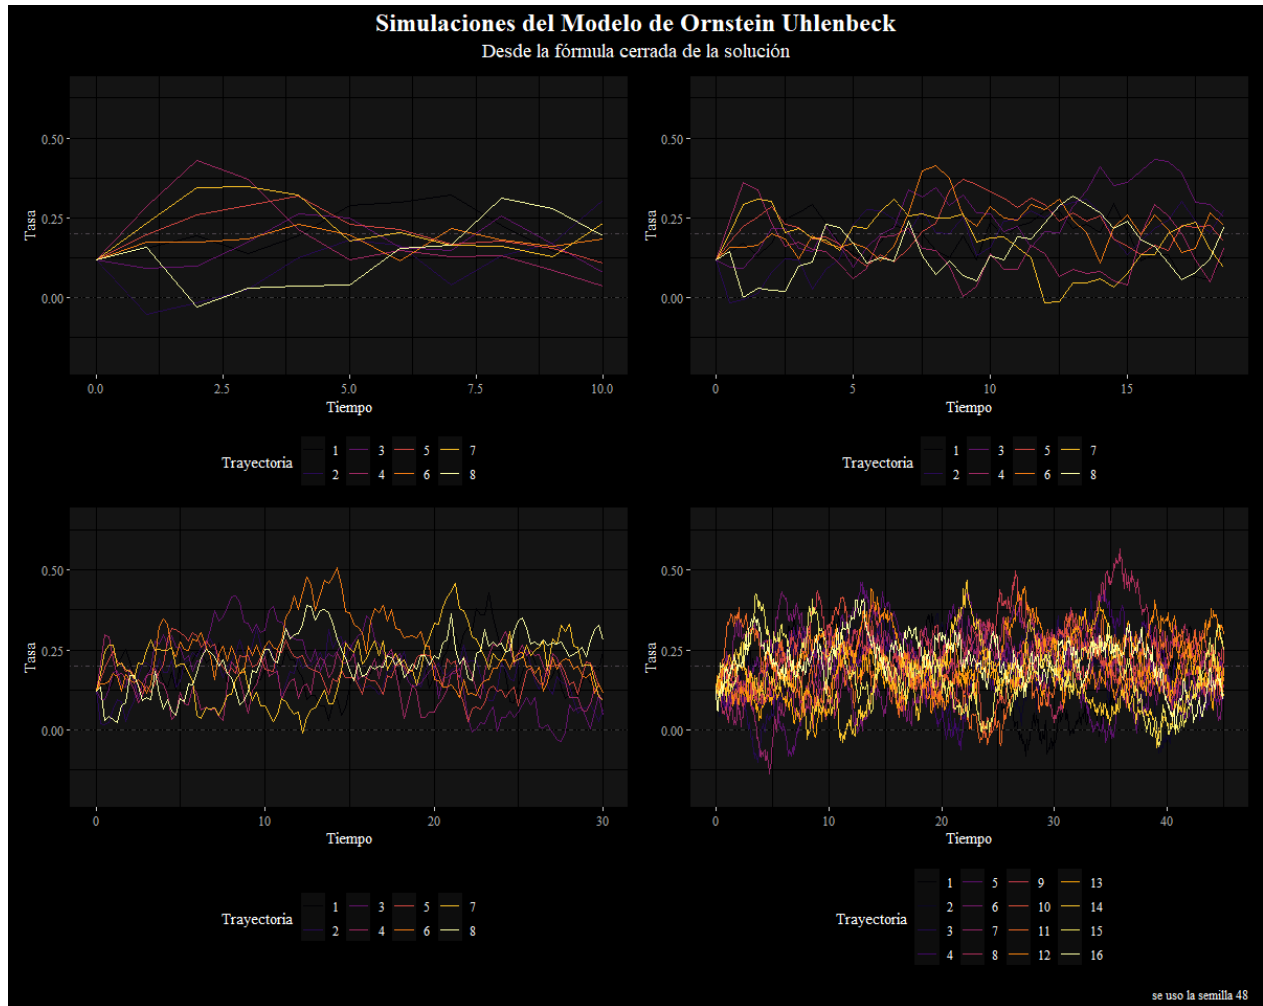 Simulaciones del Modelo de Ornstein Uhlenbeck
Desde la fórmula cerrada de la solución
Tasa
0.50
0.25
0.00
0.0 2.5 5.0 7.5 10.0
Tiempo
Trayectoria 1 3 5 7
2 4 6 8
Tasa
0.50
0.25
0.00
0 5 10 15
Tiempo
Trayectoria 1 3 5 7
2 4 6 8
Tasa
0.50
0.25
0.00
0 10 20 30
Tiempo
Trayectoria 1 3 5 7
2 4 6 8
Tasa
0.50
0.25
0.00
0 10 20 30 40
Tiempo
Trayectoria
1 5 9 13
2 6 10 14
3 7 11 15
4 8 12 16
se uso la semilla 48